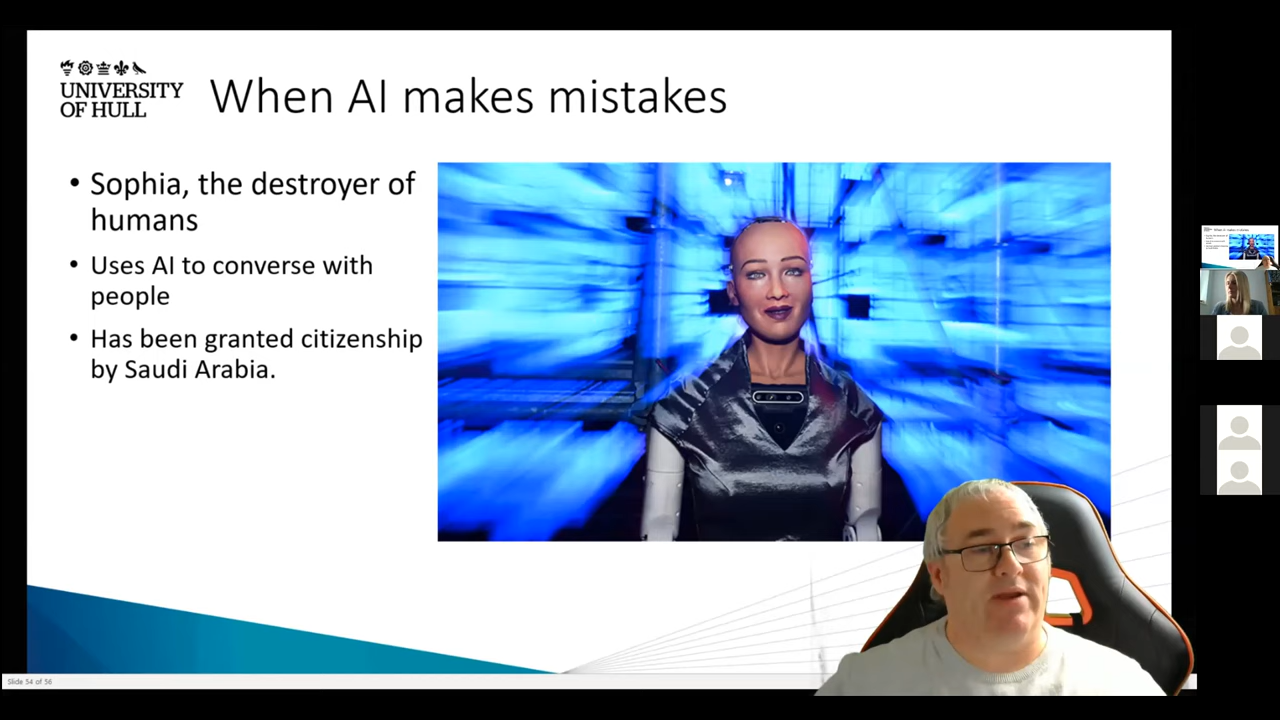 UNIVERSITY
OF HULL
When AI makes mistakes
• Sophia, the destroyer of
humans
• Uses AI to converse with
people
• Has been granted citizenship
by Saudi Arabia.
Slide 54 of 56